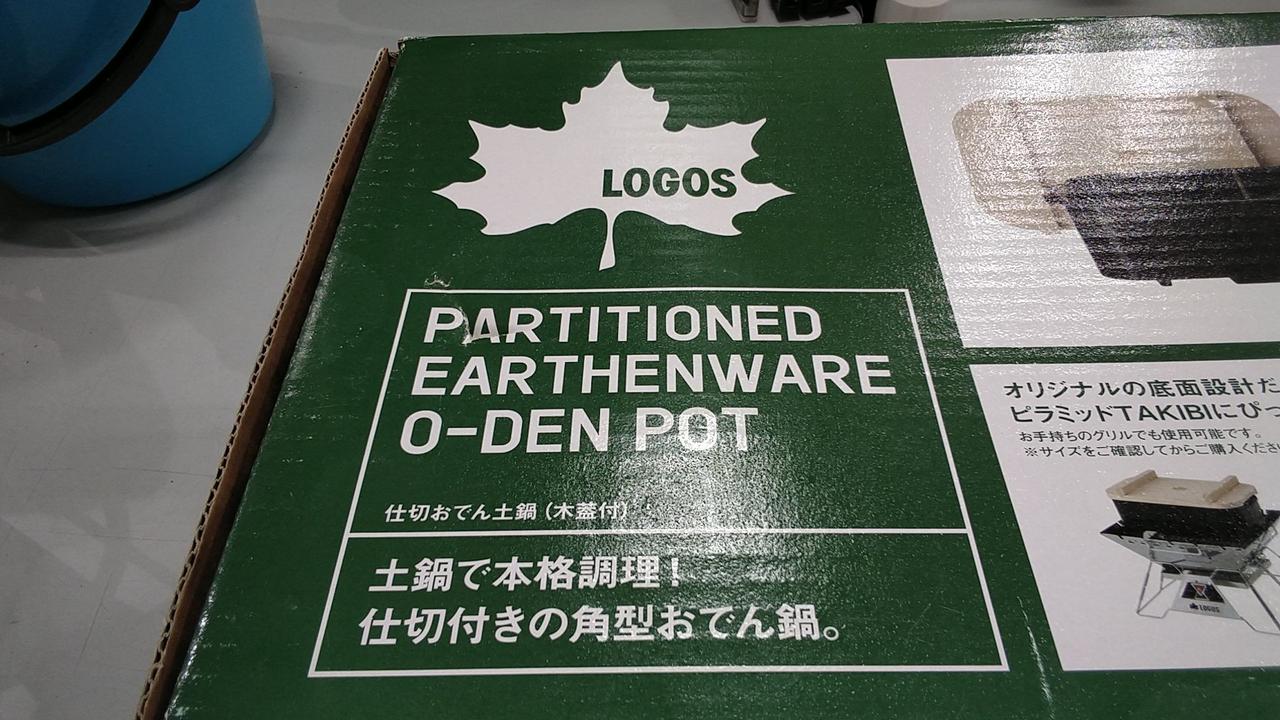 LOGOS
PARTITIONED
EARTHENWARE
O-DEN POT
仕切おでん土鍋（木蓋付）
土鍋で本格調理！
仕切付きの角型おでん鍋。
オリジナルの底面設計だ
ピラミッドTAKIBIにぴっ
お手持ちのグリルでも使用可能です。
※サイズをご確認してからご購入くださ
LOGOS